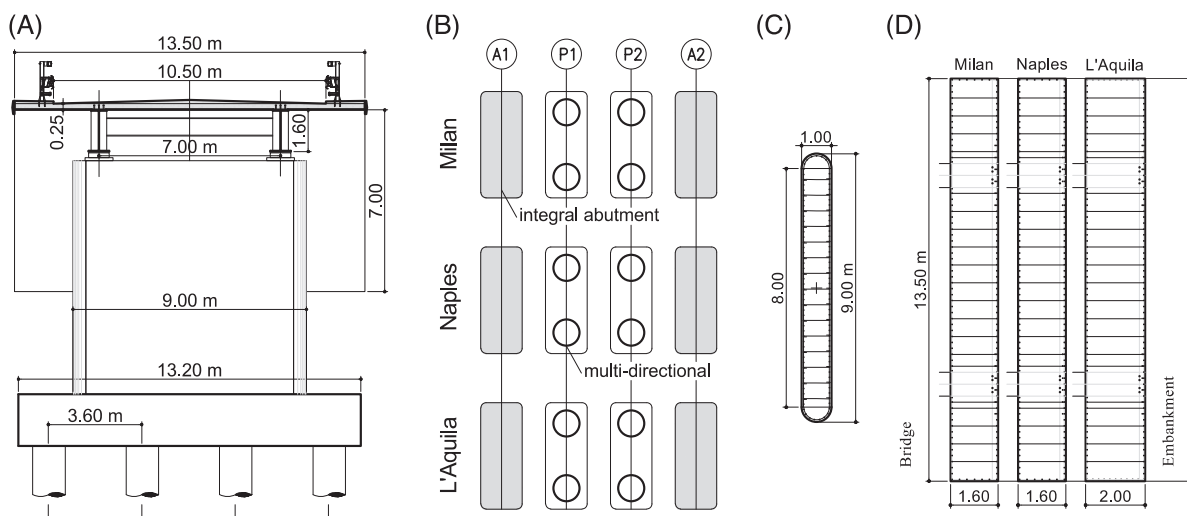 (A)
13.50 m
10.50 m
0.25
1.60
7.00 m
7.00
9.00 m
13.20 m
3.60 m
(B)
A1
P1
P2
A2
Milan
integral abutment
Naples
multi-directional
L'Aquila
(C)
1.00
8.00
9.00 m
(D)
Milan
Naples
L'Aquila
13.50 m
Bridge
Embankment
1.60
1.60
2.00